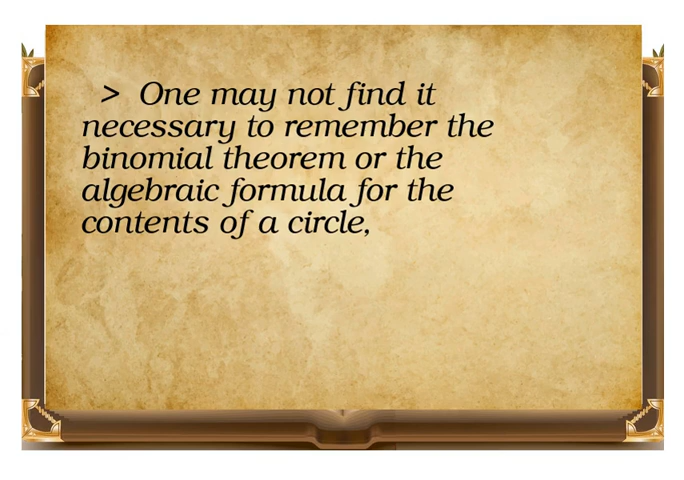 > One may not find it
necessary to remember the
binomial theorem or the
algebraic formula for the
contents of a circle,